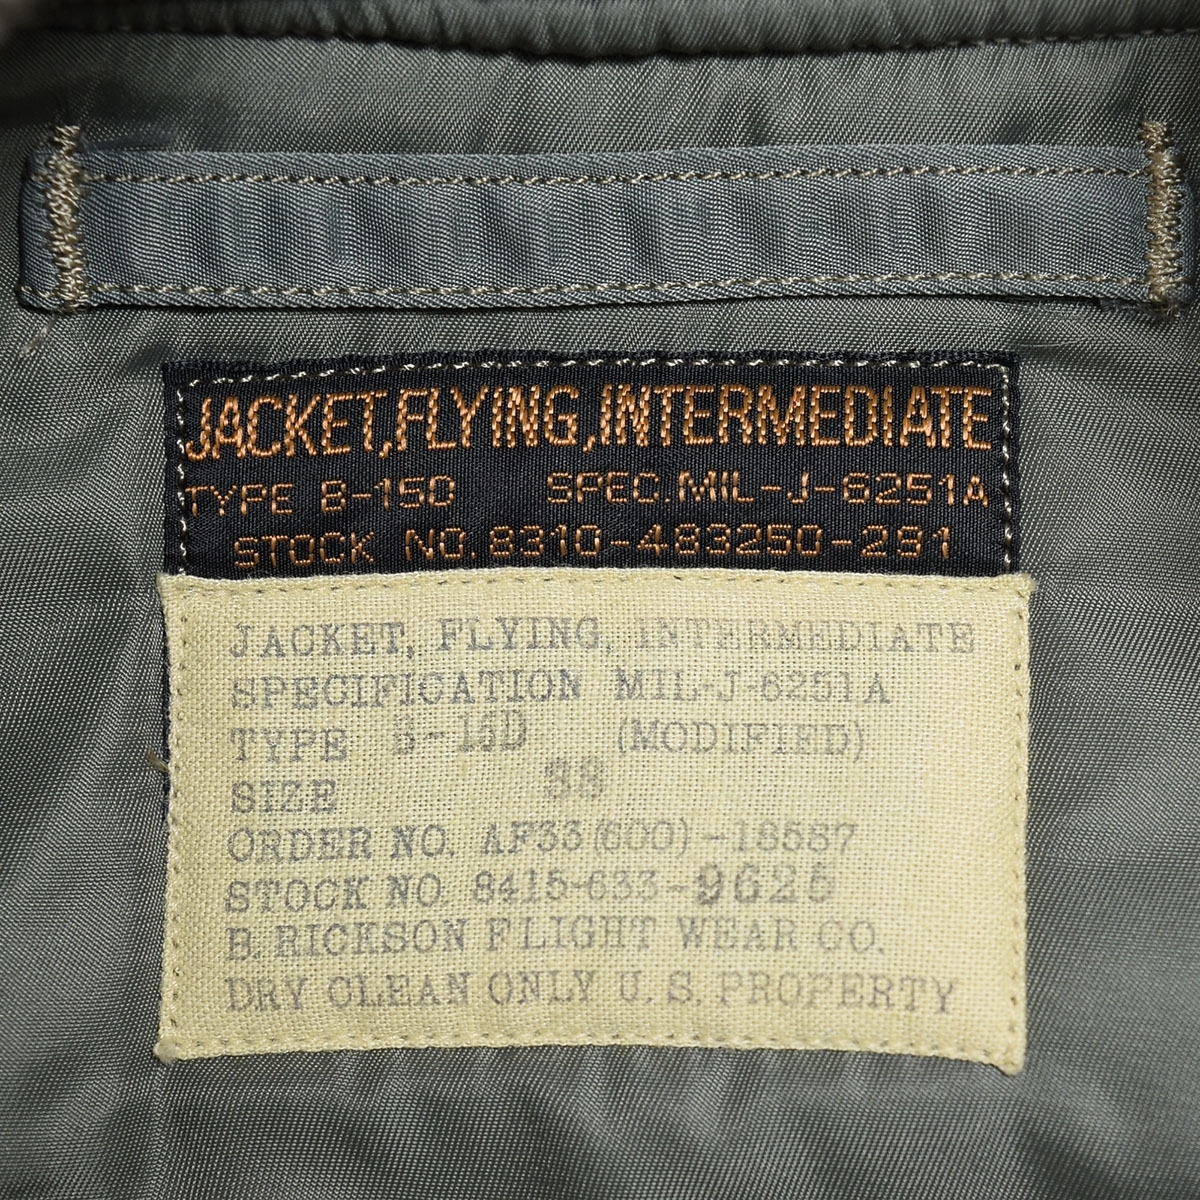 JACKET,FLYING,INTERMEDIATE
TYPE B-15D SPEC.MIL-J-6251A
STOCK NO.8310-483250-291
JACKET, FLYING, INTERMEDIATE
SPECIFICATION MIL-J-6251A
TYPE B-15D (MODIFIED)
SIZE 38
ORDER NO. AF33(600)-18587
STOCK NO. 8415-633-9625
B. RICKSON FLIGHT WEAR CO.
DRY CLEAN ONLY U.S. PROPERTY